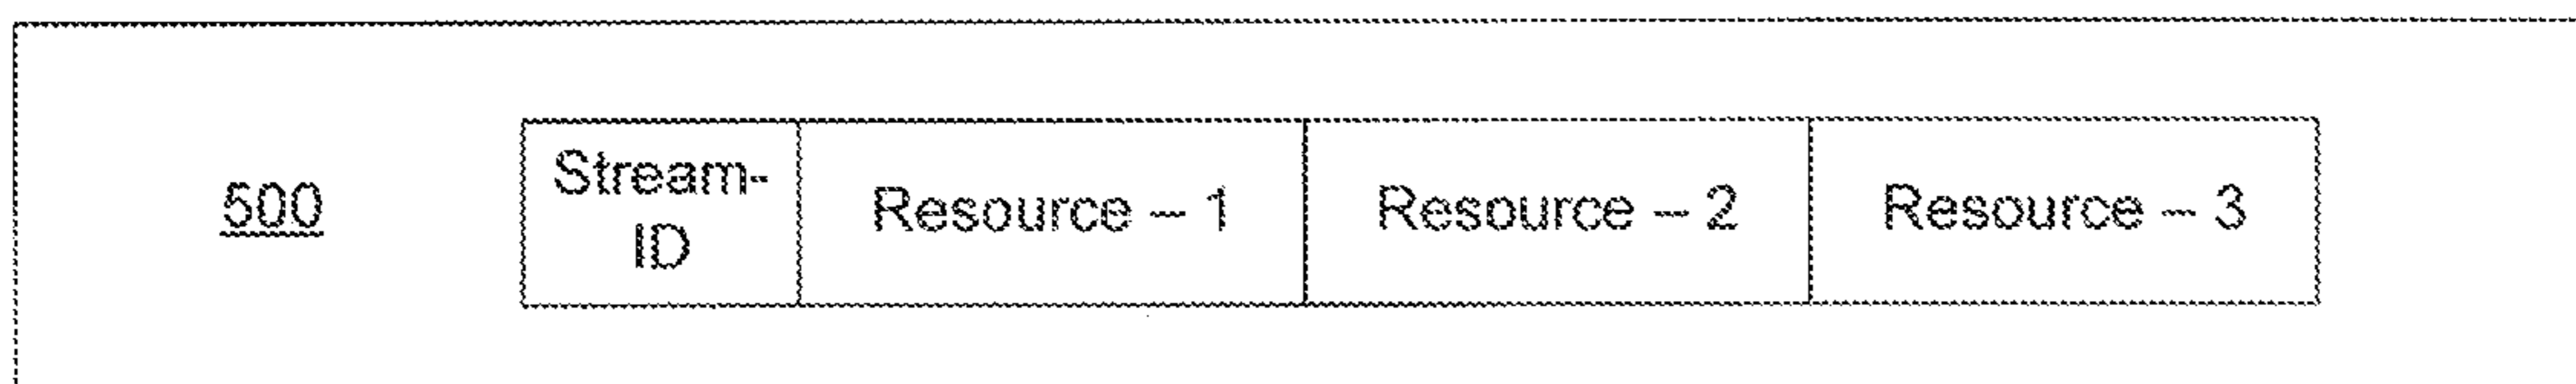 500
Stream-
ID
Resource – 1
Resource – 2
Resource – 3